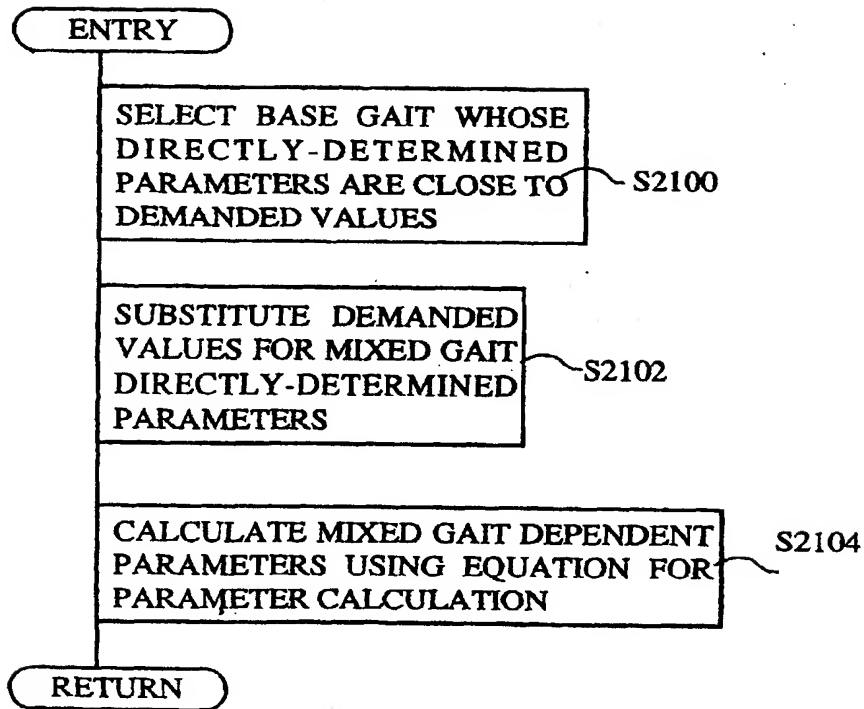 ENTRY
SELECT BASE GAIT WHOSE
DIRECTLY-DETERMINED
PARAMETERS ARE CLOSE TO
DEMANDED VALUES
S2100
SUBSTITUTE DEMANDED
VALUES FOR MIXED GAIT
DIRECTLY-DETERMINED
PARAMETERS
S2102
CALCULATE MIXED GAIT DEPENDENT
PARAMETERS USING EQUATION FOR
PARAMETER CALCULATION
S2104
RETURN